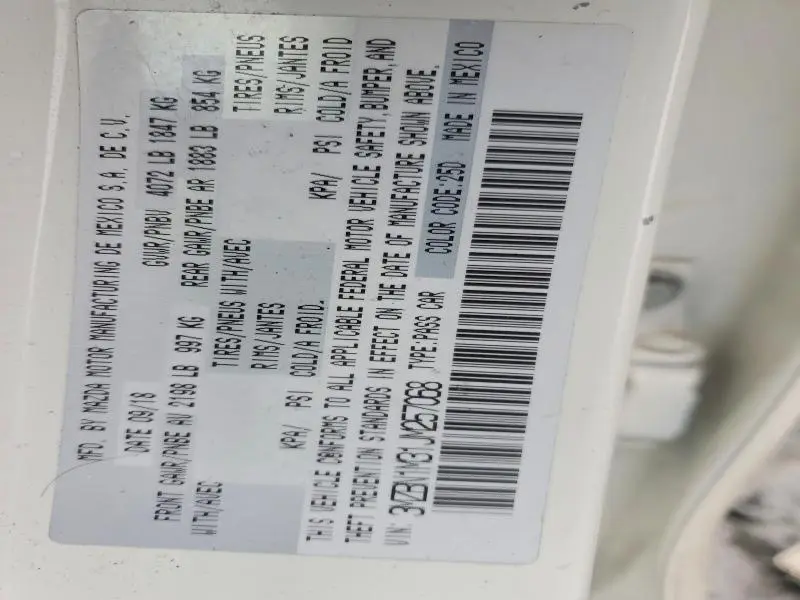 MFD. BY MAZDA MOTOR MANUFACTURING DE MEXICO S.A. DE C.V.
DATE 09/18 GVWR/PNBV 4072 LB 1847 KG
FRONT GAWR/PNBE AV 2198 LB 997 KG REAR GAWR/PNBE AR 1883 LB 854 KG
WITH/AVEC TIRES/PNEUS WITH/AVEC TIRES/PNEUS
RIMS/JANTES RIMS/JANTES
KPA/ PSI COLD/A FROID. KPA/ PSI COLD/A FROID
THIS VEHICLE CONFORMS TO ALL APPLICABLE FEDERAL MOTOR VEHICLE SAFETY, BUMPER, AND
THEFT PREVENTION STANDARDS IN EFFECT ON THE DATE OF MANUFACTURE SHOWN ABOVE.
VIN: TYPE:PASS CAR COLOR CODE:25D MADE IN MEXICO